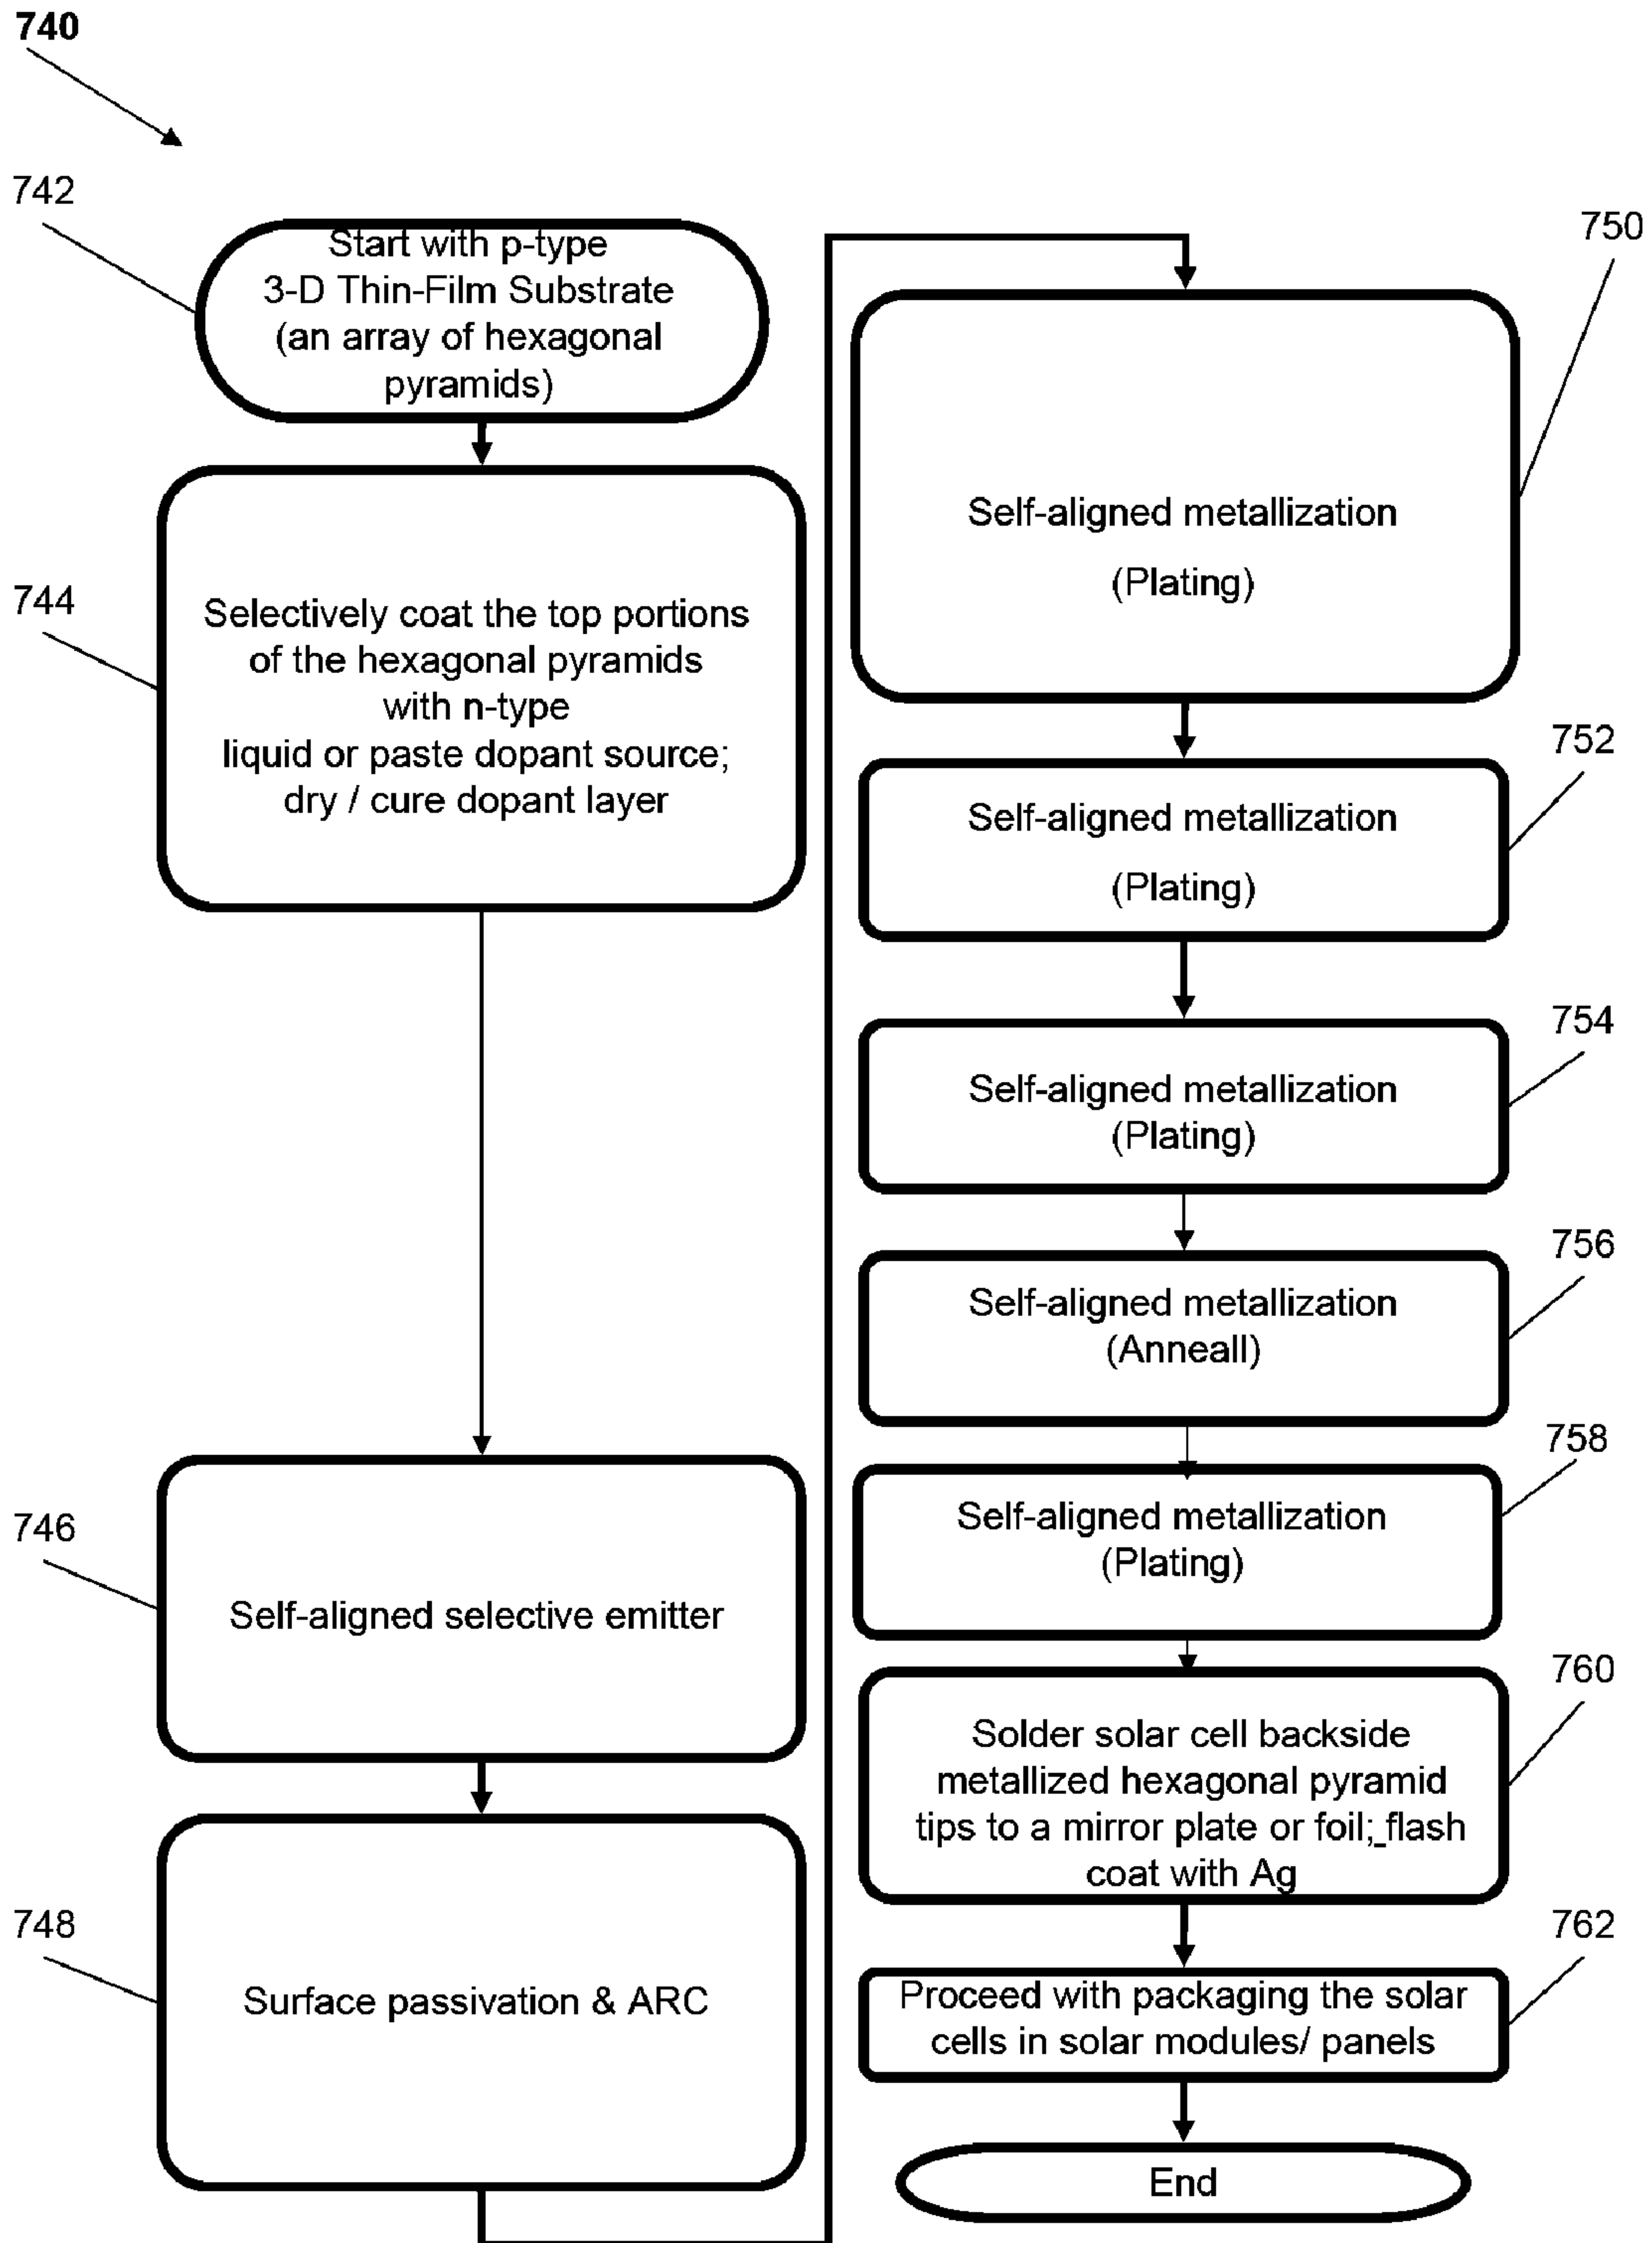 740
742
Start with p-type
3-D Thin-Film Substrate
(an array of hexagonal
pyramids)
744
Selectively coat the top portions
of the hexagonal pyramids
with n-type
liquid or paste dopant source;
dry / cure dopant layer
746
Self-aligned selective emitter
748
Surface passivation & ARC
750
Self-aligned metallization
(Plating)
752
Self-aligned metallization
(Plating)
754
Self-aligned metallization
(Plating)
756
Self-aligned metallization
(Anneall)
758
Self-aligned metallization
(Plating)
760
Solder solar cell backside
metallized hexagonal pyramid
tips to a mirror plate or foil;_flash
coat with Ag
762
Proceed with packaging the solar
cells in solar modules/ panels
End